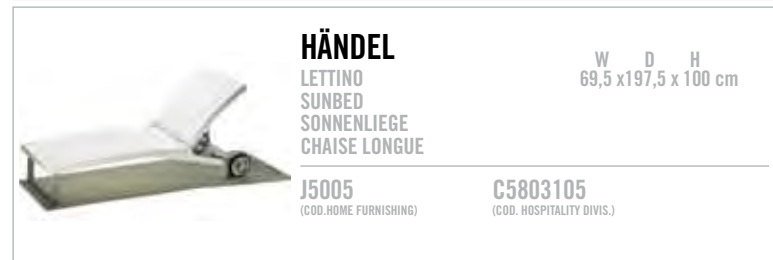 HÄNDEL
LETTINO
SUNBED
SONNENLIEGE
CHAISE LONGUE
W D H
69,5 x197,5 x 100 cm
J5005
(COD.HOME FURNISHING)
C5803105
(COD. HOSPITALITY DIVIS.)